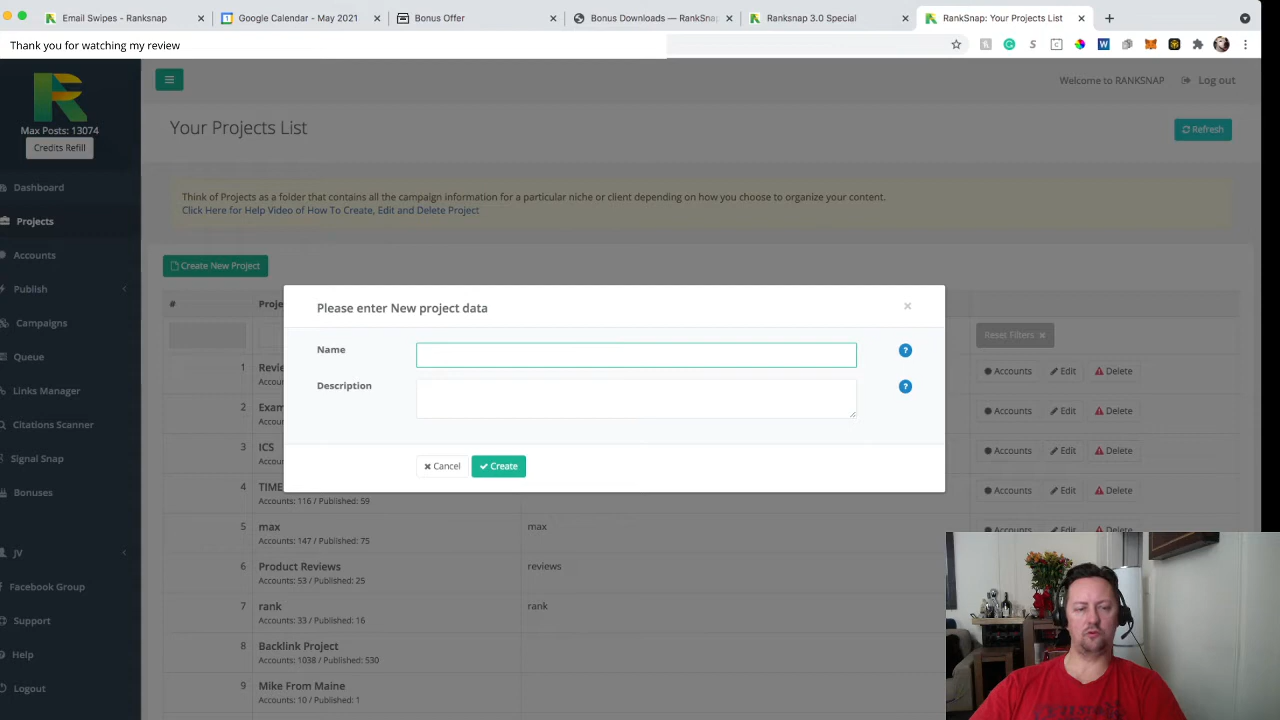 Email Swipes - Ranksnap
Google Calendar - May 2021
Bonus Offer
Bonus Downloads — RankSnap
Ranksnap 3.0 Special
RankSnap: Your Projects List
Thank you for watching my review
Max Posts: 13074
Credits Refill
Welcome to RANKSNAP
Log out
Your Projects List
Refresh
Think of Projects as a folder that contains all the campaign information for a particular niche or client depending on how you choose to organize your content.
Click Here for Help Video of How To Create, Edit and Delete Project
Dashboard
Projects
Accounts
Publish
Campaigns
Queue
Links Manager
Citations Scanner
Signal Snap
Bonuses
JV
Facebook Group
Support
Help
Logout
Create New Project
#
Reset Filters
Please enter New project data
Name
Description
Cancel
Create
1
Accounts Edit Delete
2
Accounts Edit Delete
3 ICS
Accounts Edit Delete
4 TIME
Accounts: 116 / Published: 59
Accounts Edit Delete
5 max max
Accounts: 147 / Published: 75
Accounts Edit Delete
6 Product Reviews reviews
Accounts: 53 / Published: 25
7 rank rank
Accounts: 33 / Published: 16
8 Backlink Project
Accounts: 1038 / Published: 530
9 Mike From Maine
Accounts: 10 / Published: 1